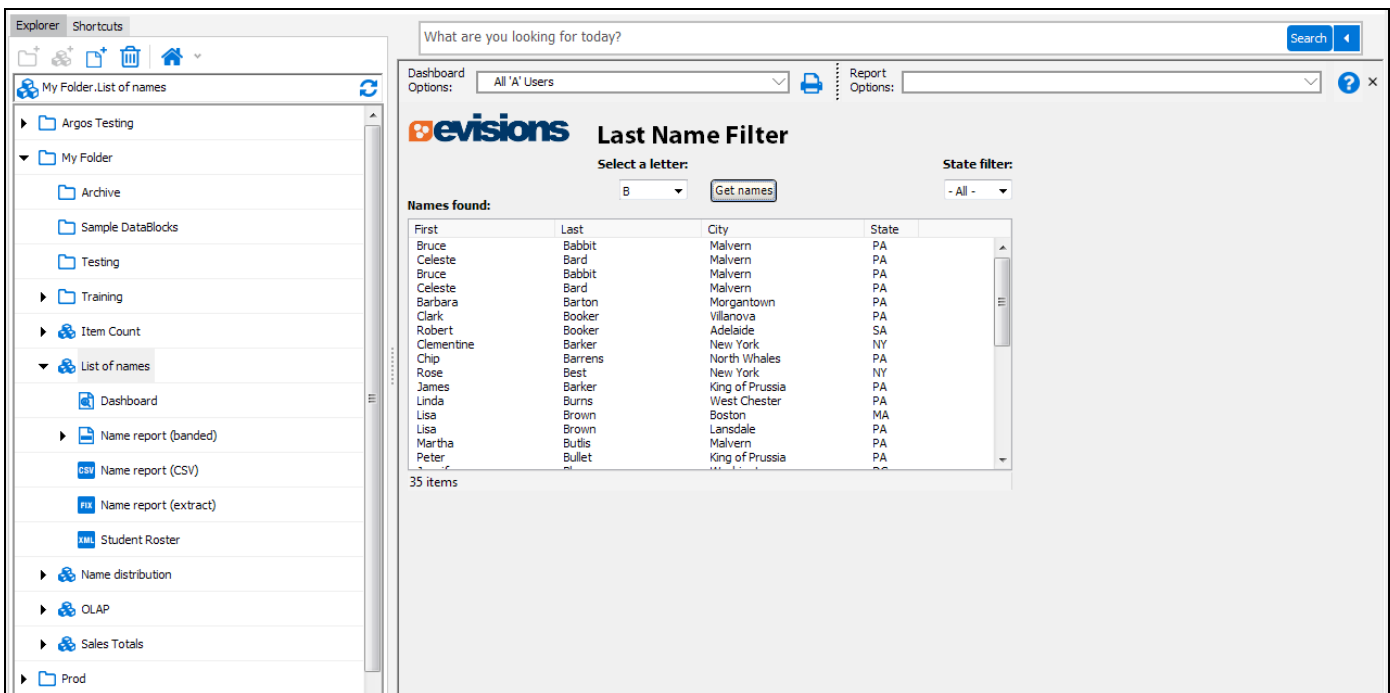 Explorer Shortcuts
My Folder.List of names
Argos Testing
My Folder
Archive
Sample DataBlocks
Testing
Training
Item Count
List of names
Dashboard
Name report (banded)
CSV Name report (CSV)
FIX Name report (extract)
XML Student Roster
Name distribution
OLAP
Sales Totals
Prod
What are you looking for today? Search
Dashboard Options: All 'A' Users Report Options:
evisions Last Name Filter
Select a letter: State filter:
B Get names - All -
Names found:
First Last City State
Bruce Babbit Malvern PA
Celeste Bard Malvern PA
Bruce Babbit Malvern PA
Celeste Bard Malvern PA
Barbara Barton Morgantown PA
Clark Booker Villanova PA
Robert Booker Adelaide SA
Clementine Barker New York NY
Chip Barrens North Whales PA
Rose Best New York NY
James Barker King of Prussia PA
Linda Burns West Chester PA
Lisa Brown Boston MA
Lisa Brown Lansdale PA
Martha Butlis Malvern PA
Peter Bullet King of Prussia PA
35 items